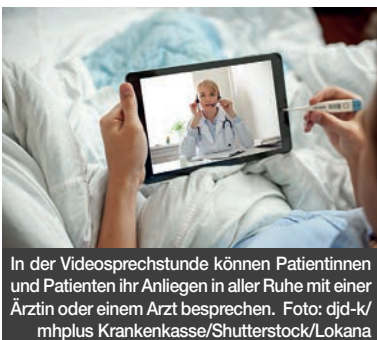 In der Videosprechstunde können Patientinnen
und Patienten ihr Anliegen in aller Ruhe mit einer
Ärztin oder einem Arzt besprechen. Foto: djd-k/
mhplus Krankenkasse/Shutterstock/Lokana